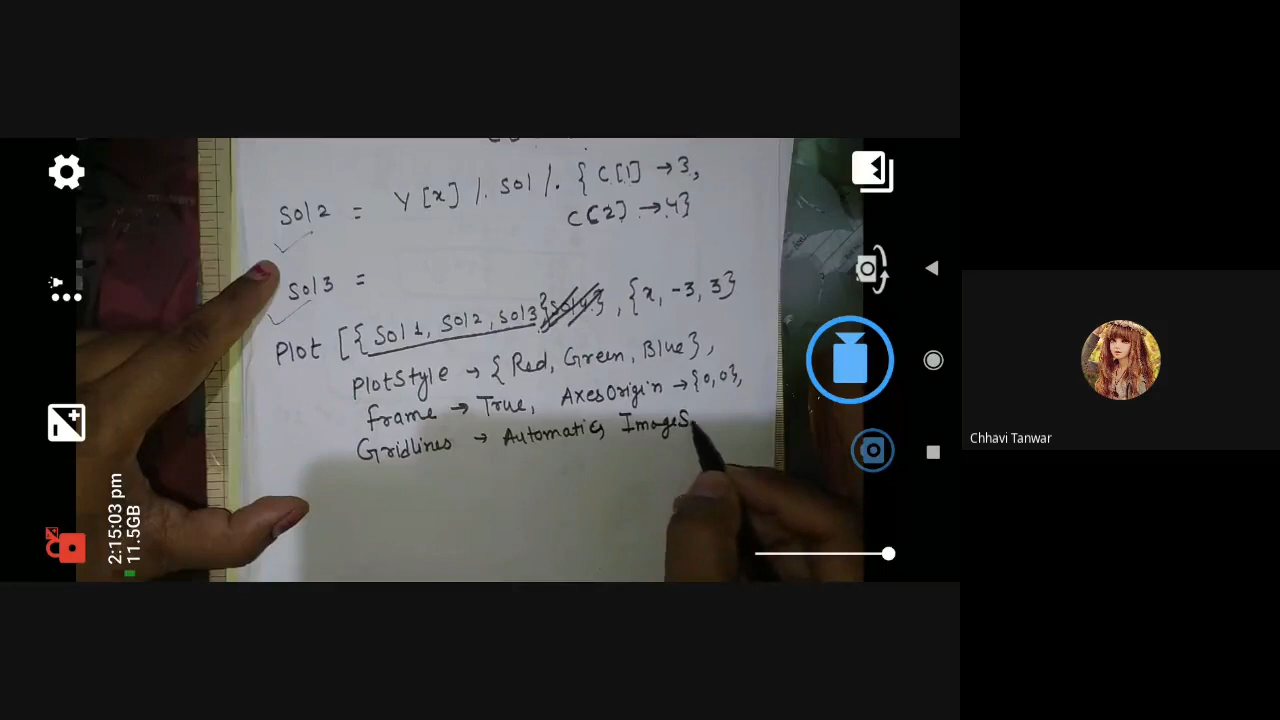 Sol2 = Y[x] /. Sol /. {C[1] → 3,
C[2] → 4}
Sol3 =
Plot [{Sol1, Sol2, Sol3}, {x, -3, 3}
PlotStyle → {Red, Green, Blue},
frame → True, AxesOrigin → {0,0},
Gridlines → Automatic, ImageS
2:15:03 pm
11.5GB
Chhavi Tanwar